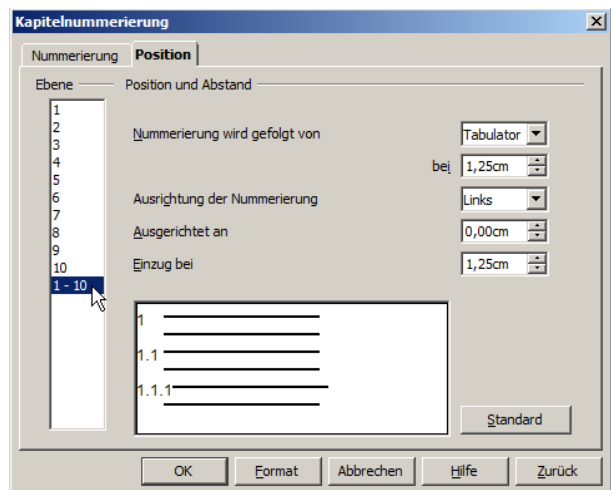 Kapitelnummerierung
Nummerierung Position
Ebene Position und Abstand
1
2
3
4
5
6
7
8
9
10
1 - 10
Nummerierung wird gefolgt von Tabulator
bei 1,25cm
Ausrichtung der Nummerierung Links
Ausgerichtet an 0,00cm
Einzug bei 1,25cm
1
1.1
1.1.1
Standard
OK Format Abbrechen Hilfe Zurück